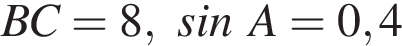 BC = 8, sin A = 0,4